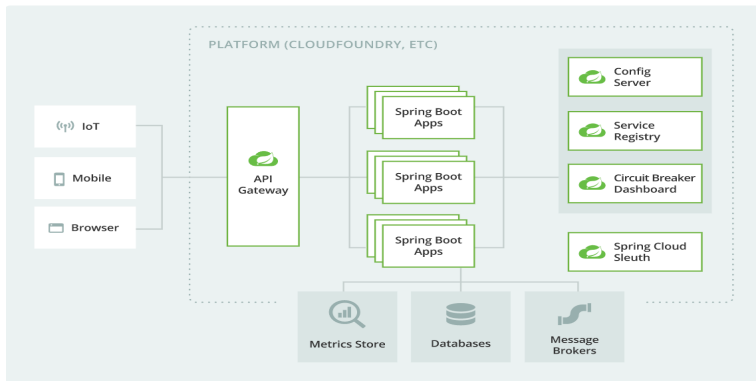 PLATFORM (CLOUDFOUNDRY, ETC)
IoT
Mobile
Browser
API
Gateway
Spring Boot
Apps
Spring Boot
Apps
Spring Boot
Apps
Config
Server
Service
Registry
Circuit Breaker
Dashboard
Spring Cloud
Sleuth
Metrics Store
Databases
Message
Brokers